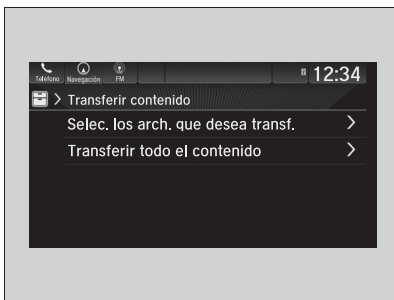 Teléfono Navegación FM 12:34
Transferir contenido
Selec. los arch. que desea transf.
Transferir todo el contenido